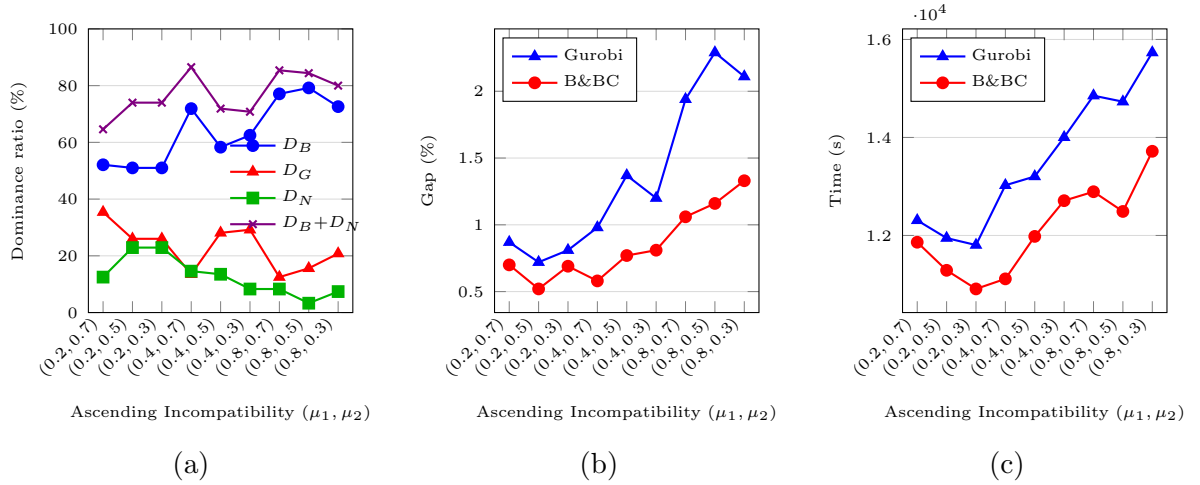 0
20
40
60
80
100
Dominance ratio (%)
D_B
D_G
D_N
D_B+D_N
(0.2, 0.7)
(0.2, 0.5)
(0.2, 0.3)
(0.4, 0.7)
(0.4, 0.5)
(0.4, 0.3)
(0.8, 0.7)
(0.8, 0.5)
(0.8, 0.3)
Ascending Incompatibility (μ₁, μ₂)
(a)
0.5
1
1.5
2
Gap (%)
Gurobi
B&BC
(0.2, 0.7)
(0.2, 0.5)
(0.2, 0.3)
(0.4, 0.7)
(0.4, 0.5)
(0.4, 0.3)
(0.8, 0.7)
(0.8, 0.5)
(0.8, 0.3)
Ascending Incompatibility (μ₁, μ₂)
(b)
·10⁴
1.2
1.4
1.6
Time (s)
Gurobi
B&BC
(0.2, 0.7)
(0.2, 0.5)
(0.2, 0.3)
(0.4, 0.7)
(0.4, 0.5)
(0.4, 0.3)
(0.8, 0.7)
(0.8, 0.5)
(0.8, 0.3)
Ascending Incompatibility (μ₁, μ₂)
(c)